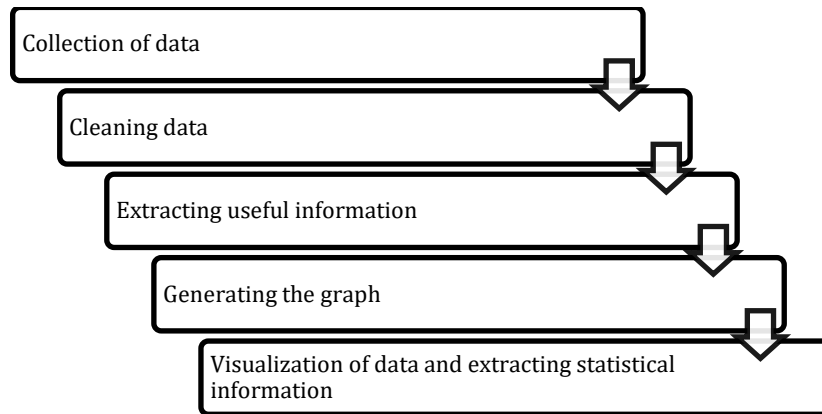 Collection of data
Cleaning data
Extracting useful information
Generating the graph
Visualization of data and extracting statistical
information